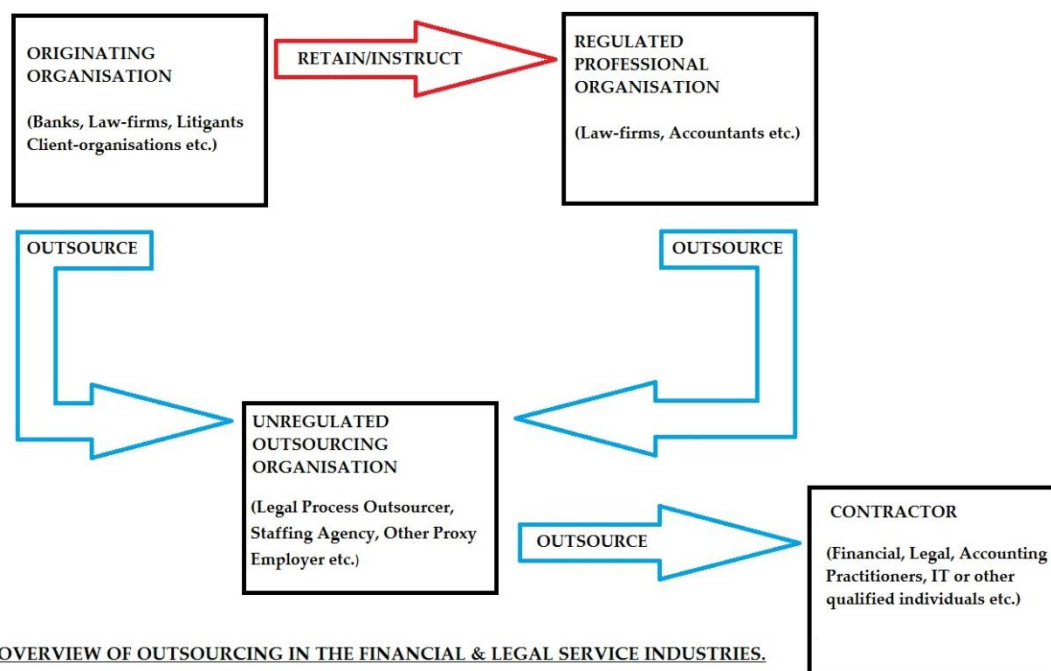 ORIGINATING
ORGANISATION
(Banks, Law-firms, Litigants
Client-organisations etc.)
RETAIN/INSTRUCT
REGULATED
PROFESSIONAL
ORGANISATION
(Law-firms, Accountants etc.)
OUTSOURCE
OUTSOURCE
UNREGULATED
OUTSOURCING
ORGANISATION
(Legal Process Outsourcer,
Staffing Agency, Other Proxy
Employer etc.)
OUTSOURCE
CONTRACTOR
(Financial, Legal, Accounting
Practitioners, IT or other
qualified individuals etc.)
OVERVIEW OF OUTSOURCING IN THE FINANCIAL & LEGAL SERVICE INDUSTRIES.